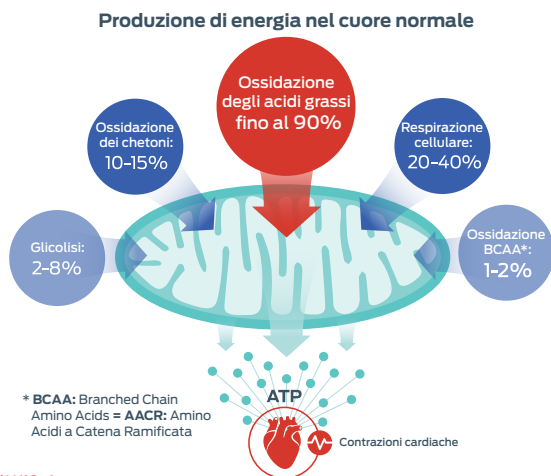 Produzione di energia nel cuore normale
Ossidazione
degli acidi grassi
fino al 90%
Ossidazione
dei chetoni:
10-15%
Respirazione
cellulare:
20-40%
Glicolisi:
2-8%
Ossidazione
BCAA*:
1-2%
ATP
* BCAA: Branched Chain
Amino Acids = AACR: Amino
Acidi a Catena Ramificata
Contrazioni cardiache